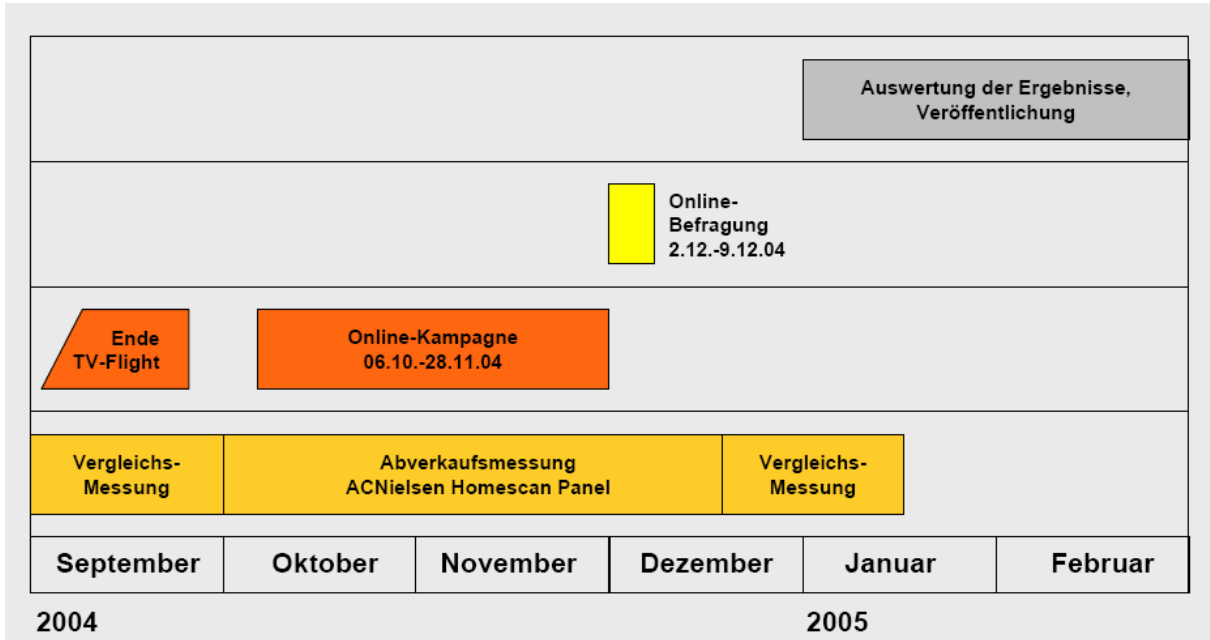 Auswertung der Ergebnisse,
Veröffentlichung
Online-
Befragung
2.12.-9.12.04
Ende
TV-Flight
Online-Kampagne
06.10.-28.11.04
Vergleichs-
Messung
Abverkaufsmessung
ACNielsen Homescan Panel
Vergleichs-
Messung
September Oktober November Dezember Januar Februar
2004 2005